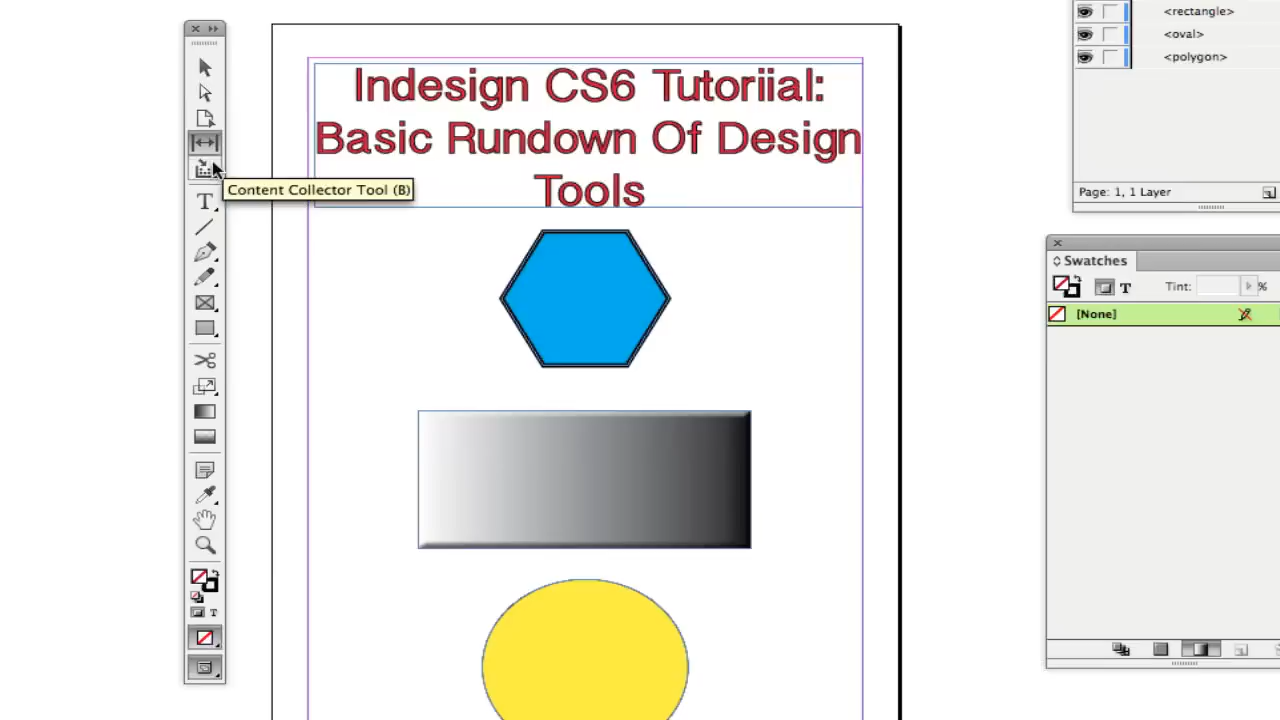 <rectangle>
<oval>
<polygon>
Indesign CS6 Tutoriial:
Basic Rundown Of Design
Tools
Content Collector Tool (B)
Page: 1, 1 Layer
Swatches
T
Tint:
%
[None]
T
T